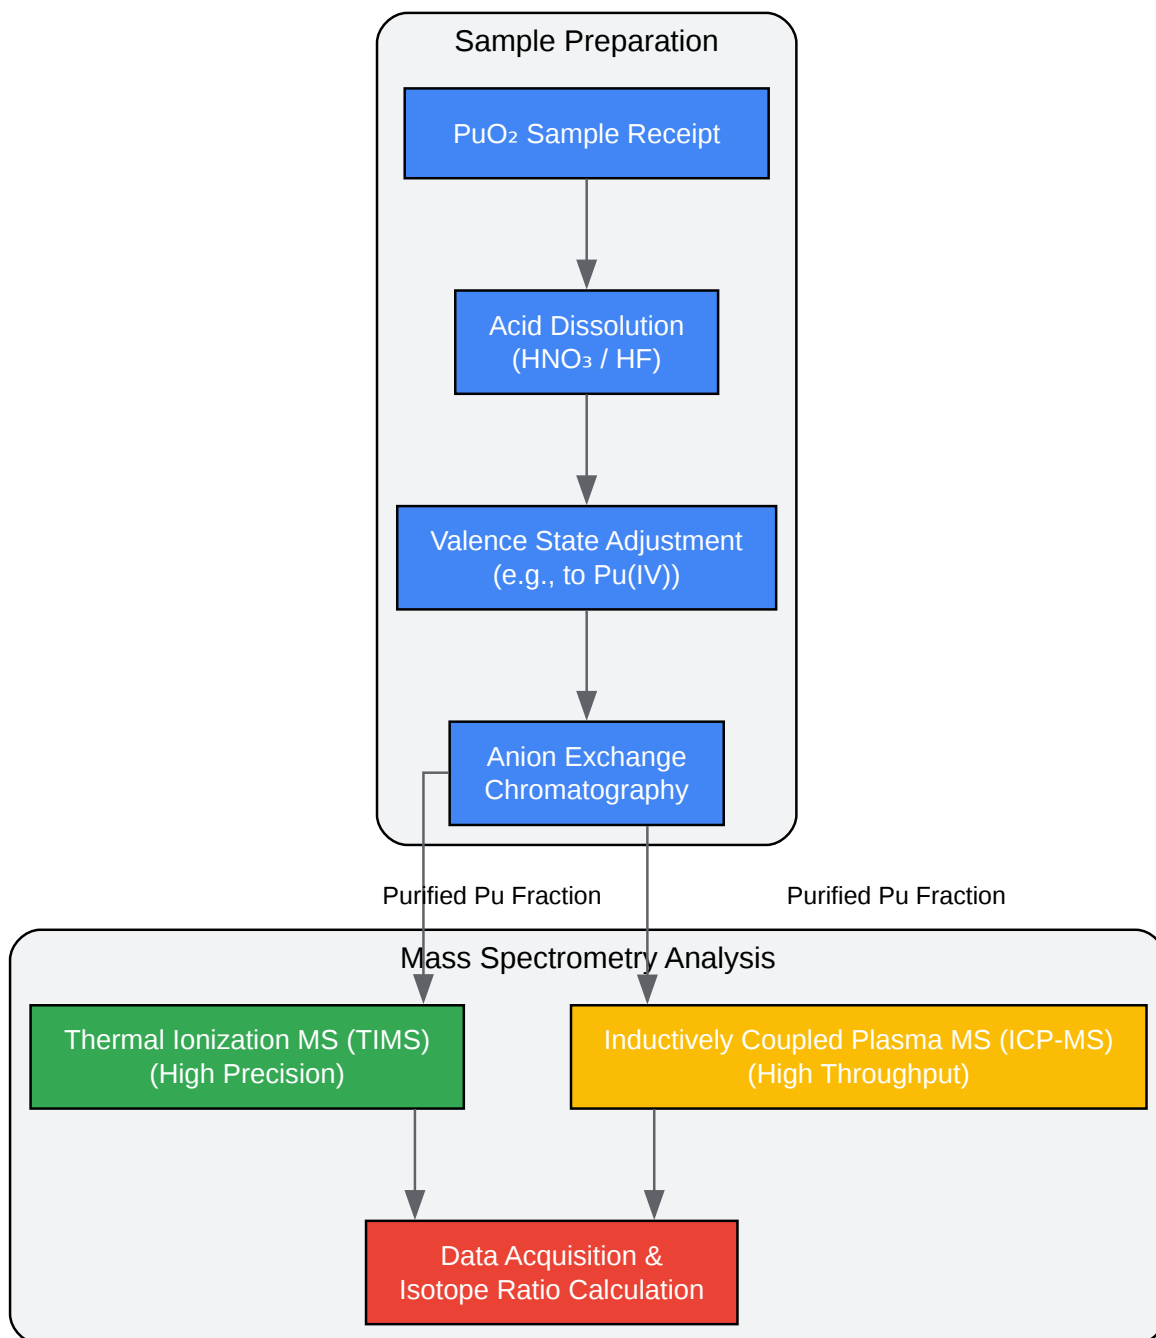 Sample Preparation
PuO₂ Sample Receipt
Acid Dissolution
(HNO₃ / HF)
Valence State Adjustment
(e.g., to Pu(IV))
Anion Exchange
Chromatography
Purified Pu Fraction
Purified Pu Fraction
Mass Spectrometry Analysis
Thermal Ionization MS (TIMS)
(High Precision)
Inductively Coupled Plasma MS (ICP-MS)
(High Throughput)
Data Acquisition &
Isotope Ratio Calculation